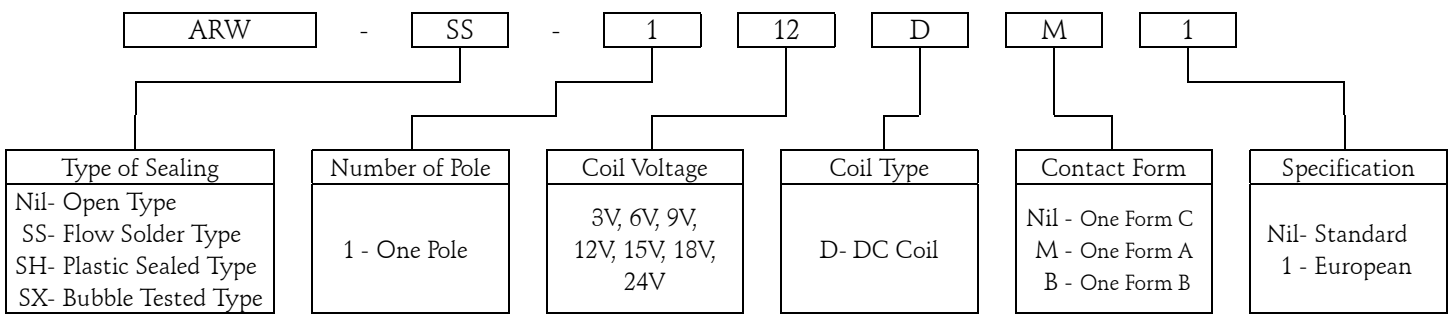 ARW - SS - 1 12 D M 1
Type of Sealing
Nil- Open Type
SS- Flow Solder Type
SH- Plastic Sealed Type
SX- Bubble Tested Type
Number of Pole
1 - One Pole
Coil Voltage
3V, 6V, 9V,
12V, 15V, 18V,
24V
Coil Type
D- DC Coil
Contact Form
Nil - One Form C
M - One Form A
B - One Form B
Specification
Nil- Standard
1 - European